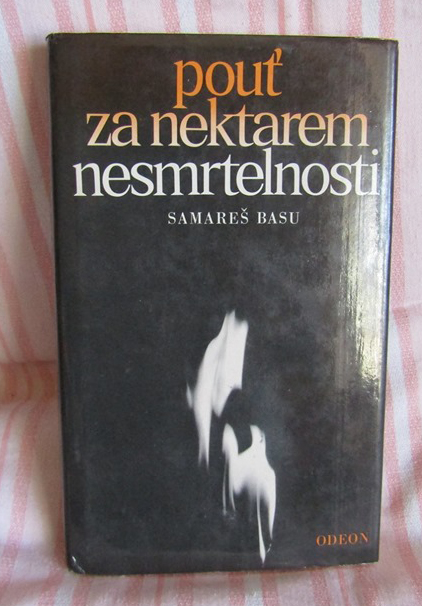 pouť
za nektarem
nesmrtelnosti
SAMAREŠ BASU
ODEON